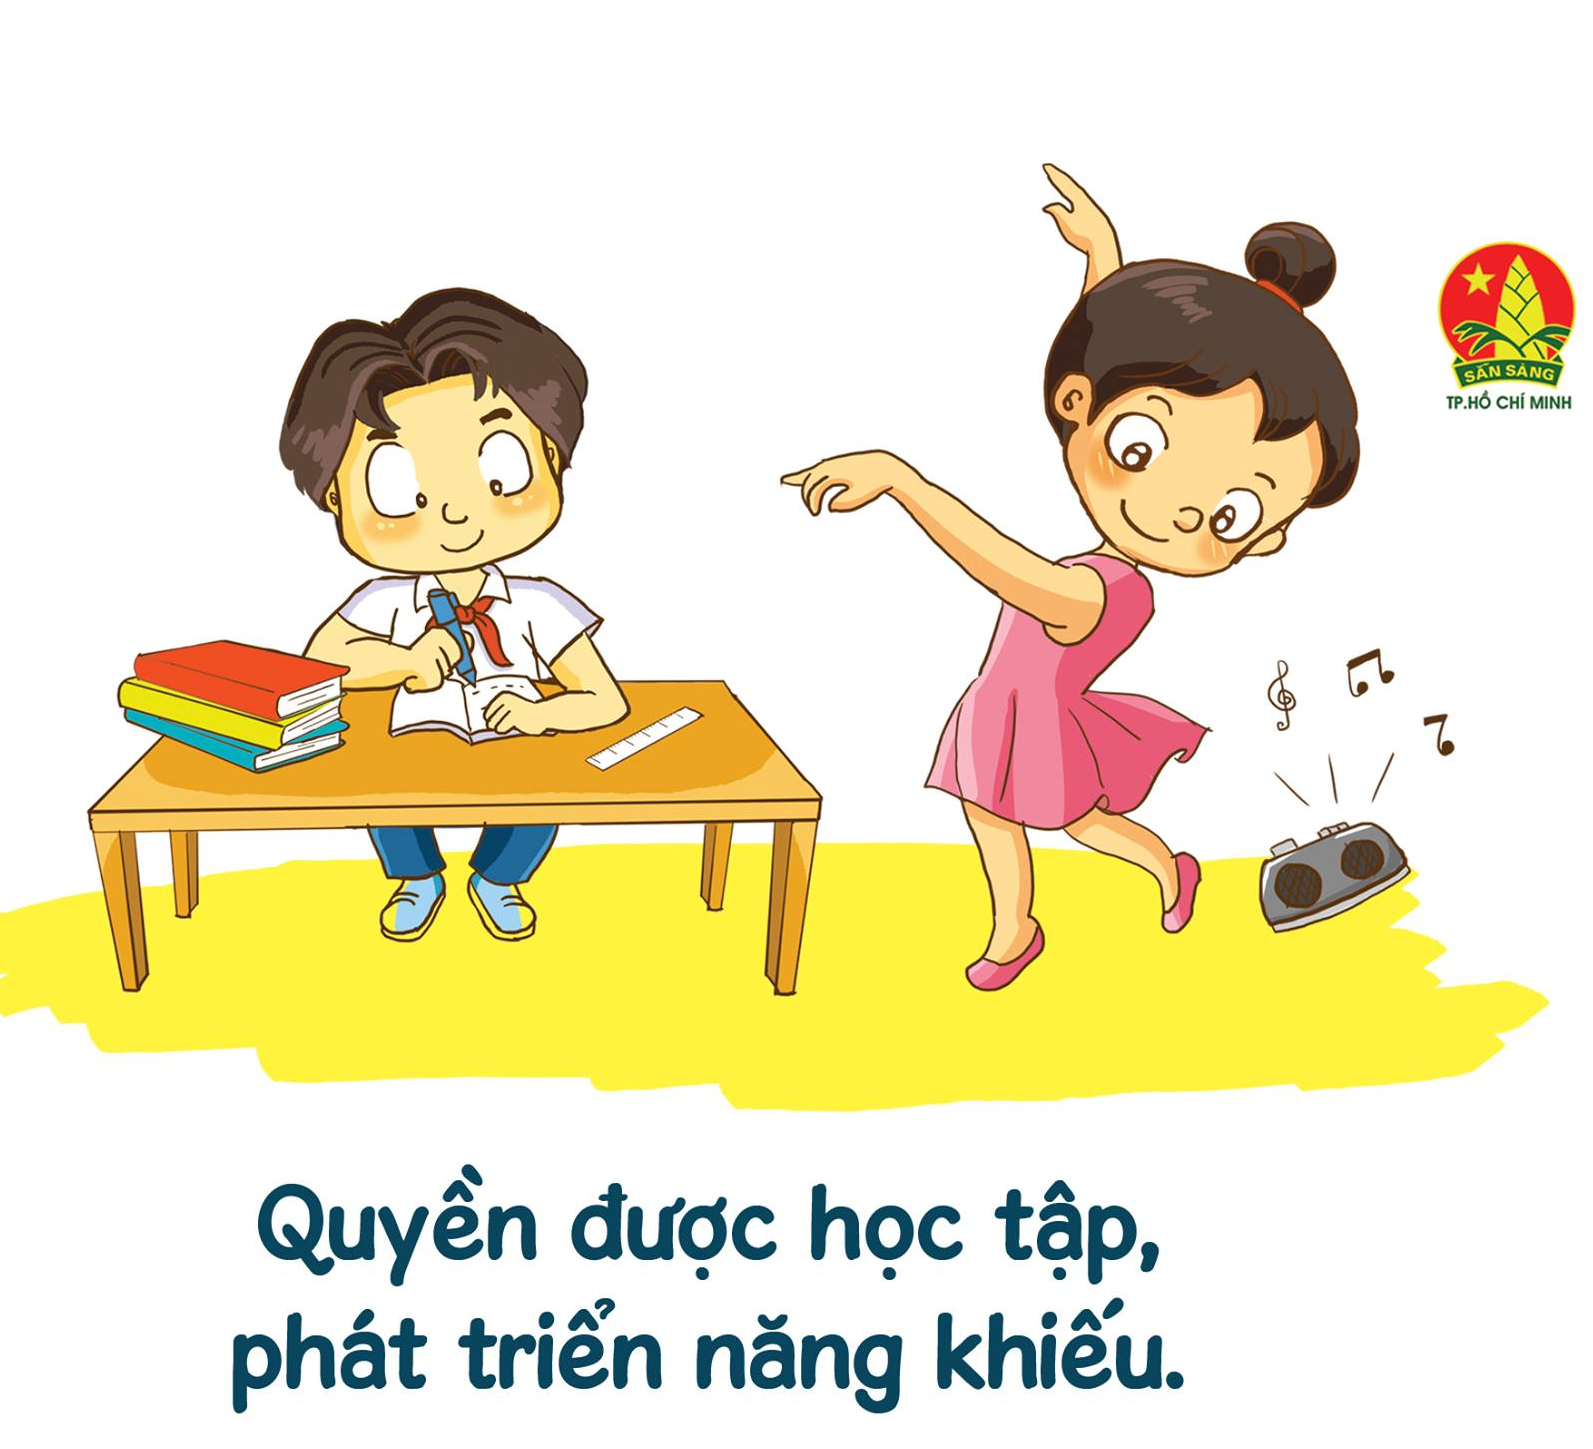 SẴN SÀNG
TP.HỒ CHÍ MINH
Quyền được học tập,
phát triển năng khiếu.